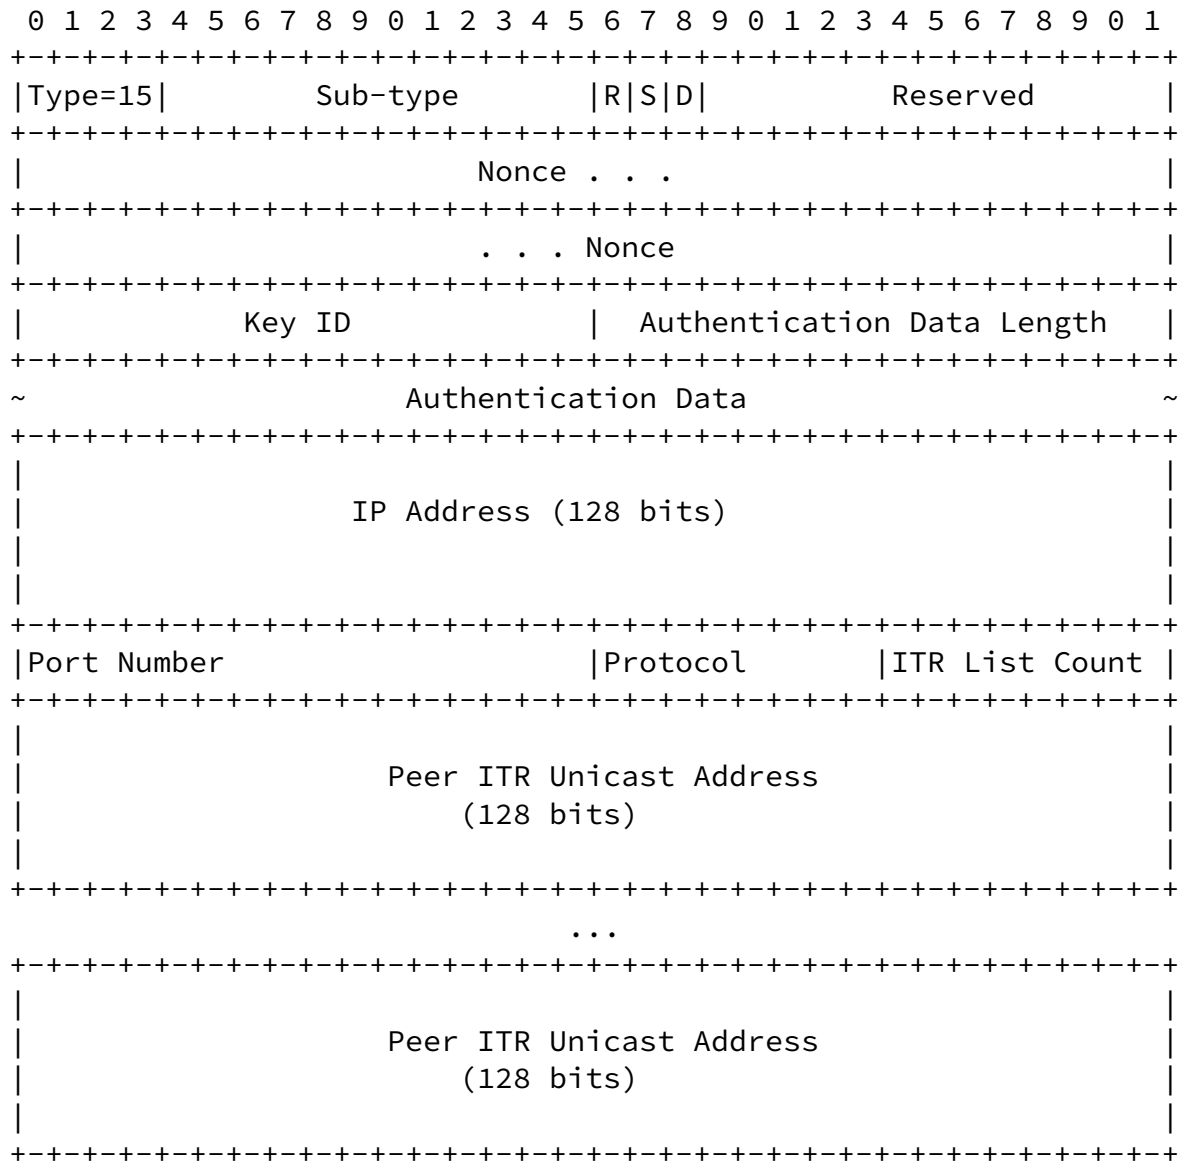 0 1 2 3 4 5 6 7 8 9 0 1 2 3 4 5 6 7 8 9 0 1 2 3 4 5 6 7 8 9 0 1
+-+-+-+-+-+-+-+-+-+-+-+-+-+-+-+-+-+-+-+-+-+-+-+-+-+-+-+-+-+-+-+-+
|Type=15|        Sub-type       |R|S|D|          Reserved       |
+-+-+-+-+-+-+-+-+-+-+-+-+-+-+-+-+-+-+-+-+-+-+-+-+-+-+-+-+-+-+-+-+
|                         Nonce . . .                           |
+-+-+-+-+-+-+-+-+-+-+-+-+-+-+-+-+-+-+-+-+-+-+-+-+-+-+-+-+-+-+-+-+
|                         . . . Nonce                           |
+-+-+-+-+-+-+-+-+-+-+-+-+-+-+-+-+-+-+-+-+-+-+-+-+-+-+-+-+-+-+-+-+
|            Key ID             |  Authentication Data Length   |
+-+-+-+-+-+-+-+-+-+-+-+-+-+-+-+-+-+-+-+-+-+-+-+-+-+-+-+-+-+-+-+-+
~                     Authentication Data                       ~
+-+-+-+-+-+-+-+-+-+-+-+-+-+-+-+-+-+-+-+-+-+-+-+-+-+-+-+-+-+-+-+-+
|                                                               |
|                  IP Address (128 bits)                        |
|                                                               |
|                                                               |
+-+-+-+-+-+-+-+-+-+-+-+-+-+-+-+-+-+-+-+-+-+-+-+-+-+-+-+-+-+-+-+-+
|Port Number                    |Protocol       |ITR List Count |
+-+-+-+-+-+-+-+-+-+-+-+-+-+-+-+-+-+-+-+-+-+-+-+-+-+-+-+-+-+-+-+-+
|                                                               |
|                    Peer ITR Unicast Address                   |
|                        (128 bits)                             |
|                                                               |
+-+-+-+-+-+-+-+-+-+-+-+-+-+-+-+-+-+-+-+-+-+-+-+-+-+-+-+-+-+-+-+-+
                               ...
+-+-+-+-+-+-+-+-+-+-+-+-+-+-+-+-+-+-+-+-+-+-+-+-+-+-+-+-+-+-+-+-+
|                                                               |
|                    Peer ITR Unicast Address                   |
|                        (128 bits)                             |
|                                                               |
+-+-+-+-+-+-+-+-+-+-+-+-+-+-+-+-+-+-+-+-+-+-+-+-+-+-+-+-+-+-+-+-+